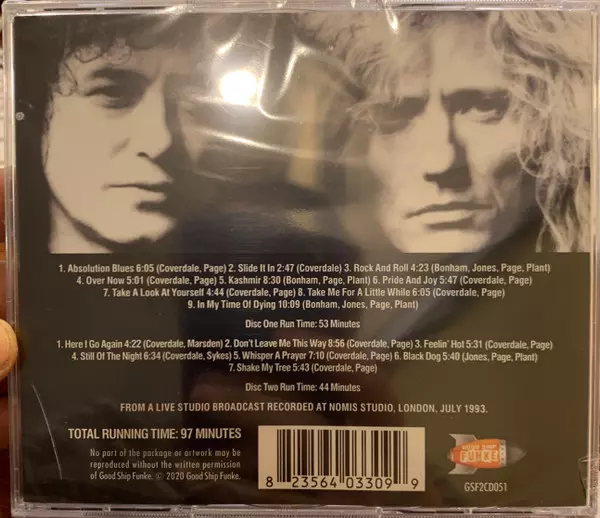 1. Absolution Blues 6:05 (Coverdale, Page) 2. Slide It In 2:47 (Coverdale) 3. Rock And Roll 4:23 (Bonham, Jones, Page, Plant)
4. Over Now 5:01 (Coverdale, Page) 5. Kashmir 8:30 (Bonham, Page, Plant) 6. Pride And Joy 5:47 (Coverdale, Page)
7. Take A Look At Yourself 4:44 (Coverdale, Page) 8. Take Me For A Little While 6:05 (Coverdale, Page)
9. In My Time Of Dying 10:09 (Bonham, Jones, Page, Plant)
Disc One Run Time: 53 Minutes
1. Here I Go Again 4:22 (Coverdale, Marsden) 2. Don't Leave Me This Way 8:56 (Coverdale, Page) 3. Feelin' Hot 5:31 (Coverdale, Page)
4. Still Of The Night 6:34 (Coverdale, Sykes) 5. Whisper A Prayer 7:10 (Coverdale, Page) 6. Black Dog 5:40 (Jones, Page, Plant)
7. Shake My Tree 5:43 (Coverdale, Page)
Disc Two Run Time: 44 Minutes
FROM A LIVE STUDIO BROADCAST RECORDED AT NOMIS STUDIO, LONDON, JULY 1993.
TOTAL RUNNING TIME: 97 MINUTES
No part of the package or artwork may be
reproduced without the written permission
of Good Ship Funke. © 2020 Good Ship Funke.
8 23564 03309 9
GOOD SHIP
FUNKE
GSF2CD051